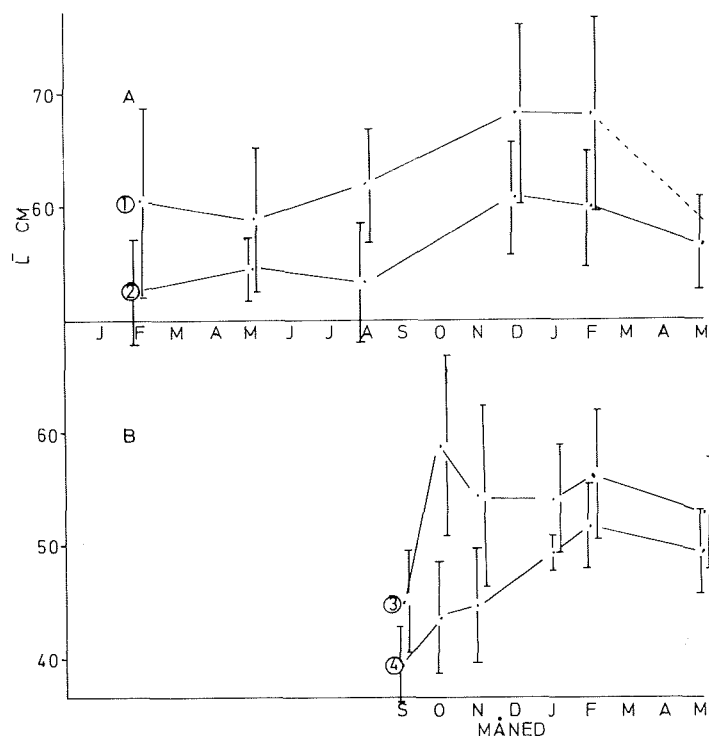 70
A
60
L̄ CM
①
②
J F M A M J J A S O N D J F M A M
60
B
50
40
③
④
S O N D J F M A M
MÅNED